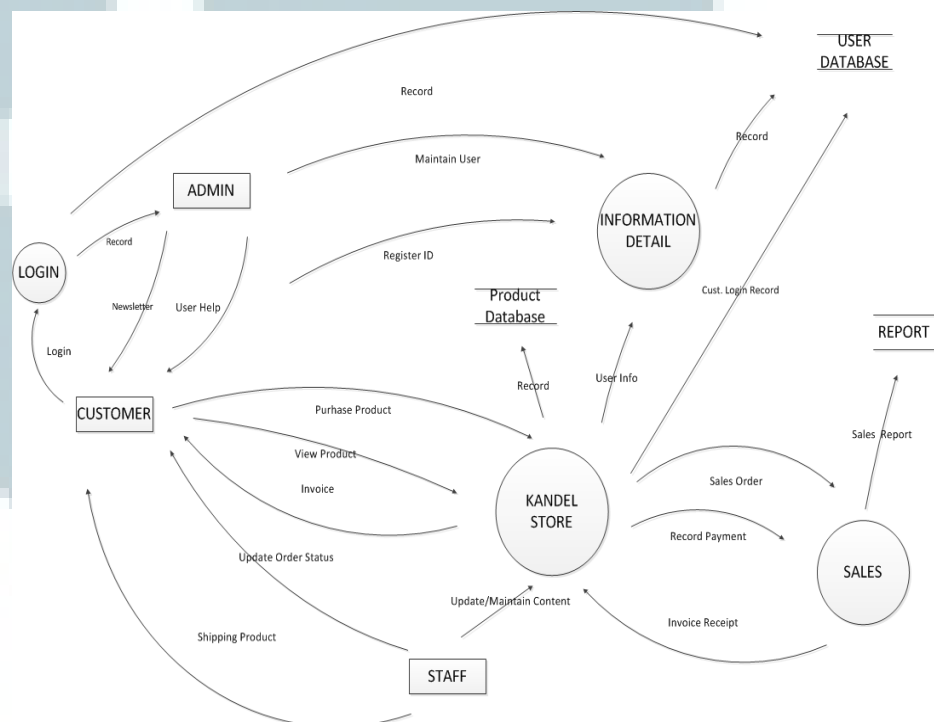 USER
DATABASE
Record
Record
Maintain User
ADMIN
INFORMATION
DETAIL
Record
Register ID
LOGIN
Product
Database
Cust. Login Record
Newsletter
User Help
REPORT
Login
Record
User Info
CUSTOMER
Purhase Product
Sales Report
View Product
Invoice
Sales Order
KANDEL
STORE
Record Payment
Update Order Status
SALES
Update/Maintain Content
Invoice Receipt
Shipping Product
STAFF